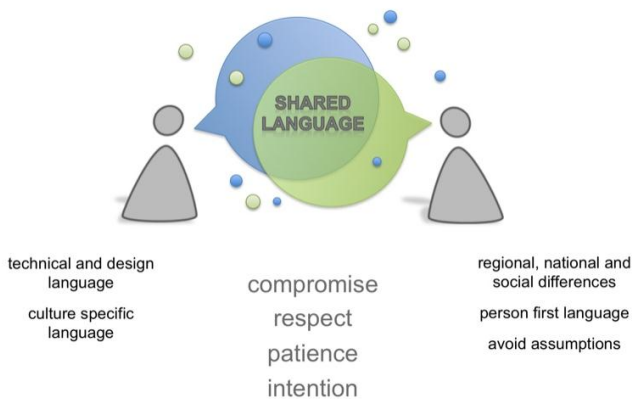 SHARED
LANGUAGE
technical and design
language
culture specific
language
compromise
respect
patience
intention
regional, national and
social differences
person first language
avoid assumptions